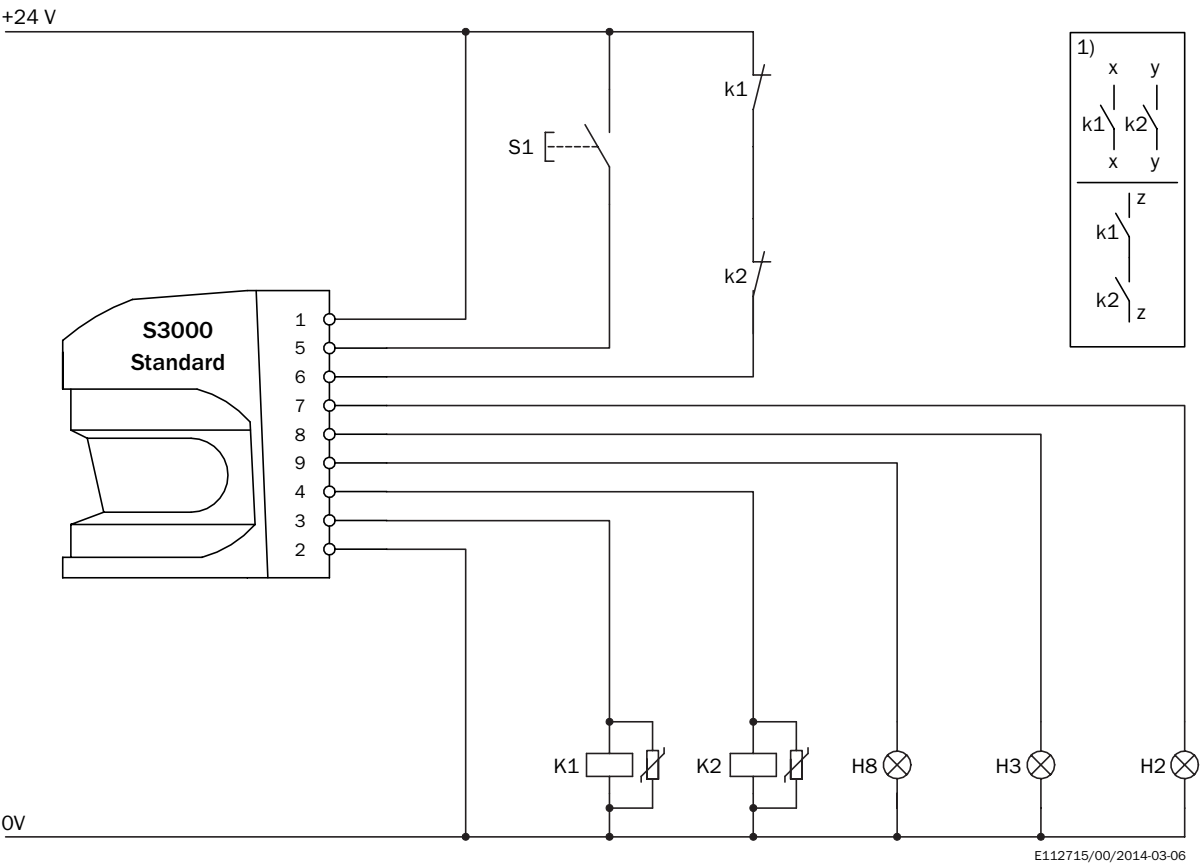 +24 V
1)
x y
k1
k1 k2
S1
x y
z
k1
k2
k2
z
S3000
Standard
1
5
6
7
8
9
4
3
2
K1
K2
H8
H3
H2
0V
E112715/00/2014-03-06